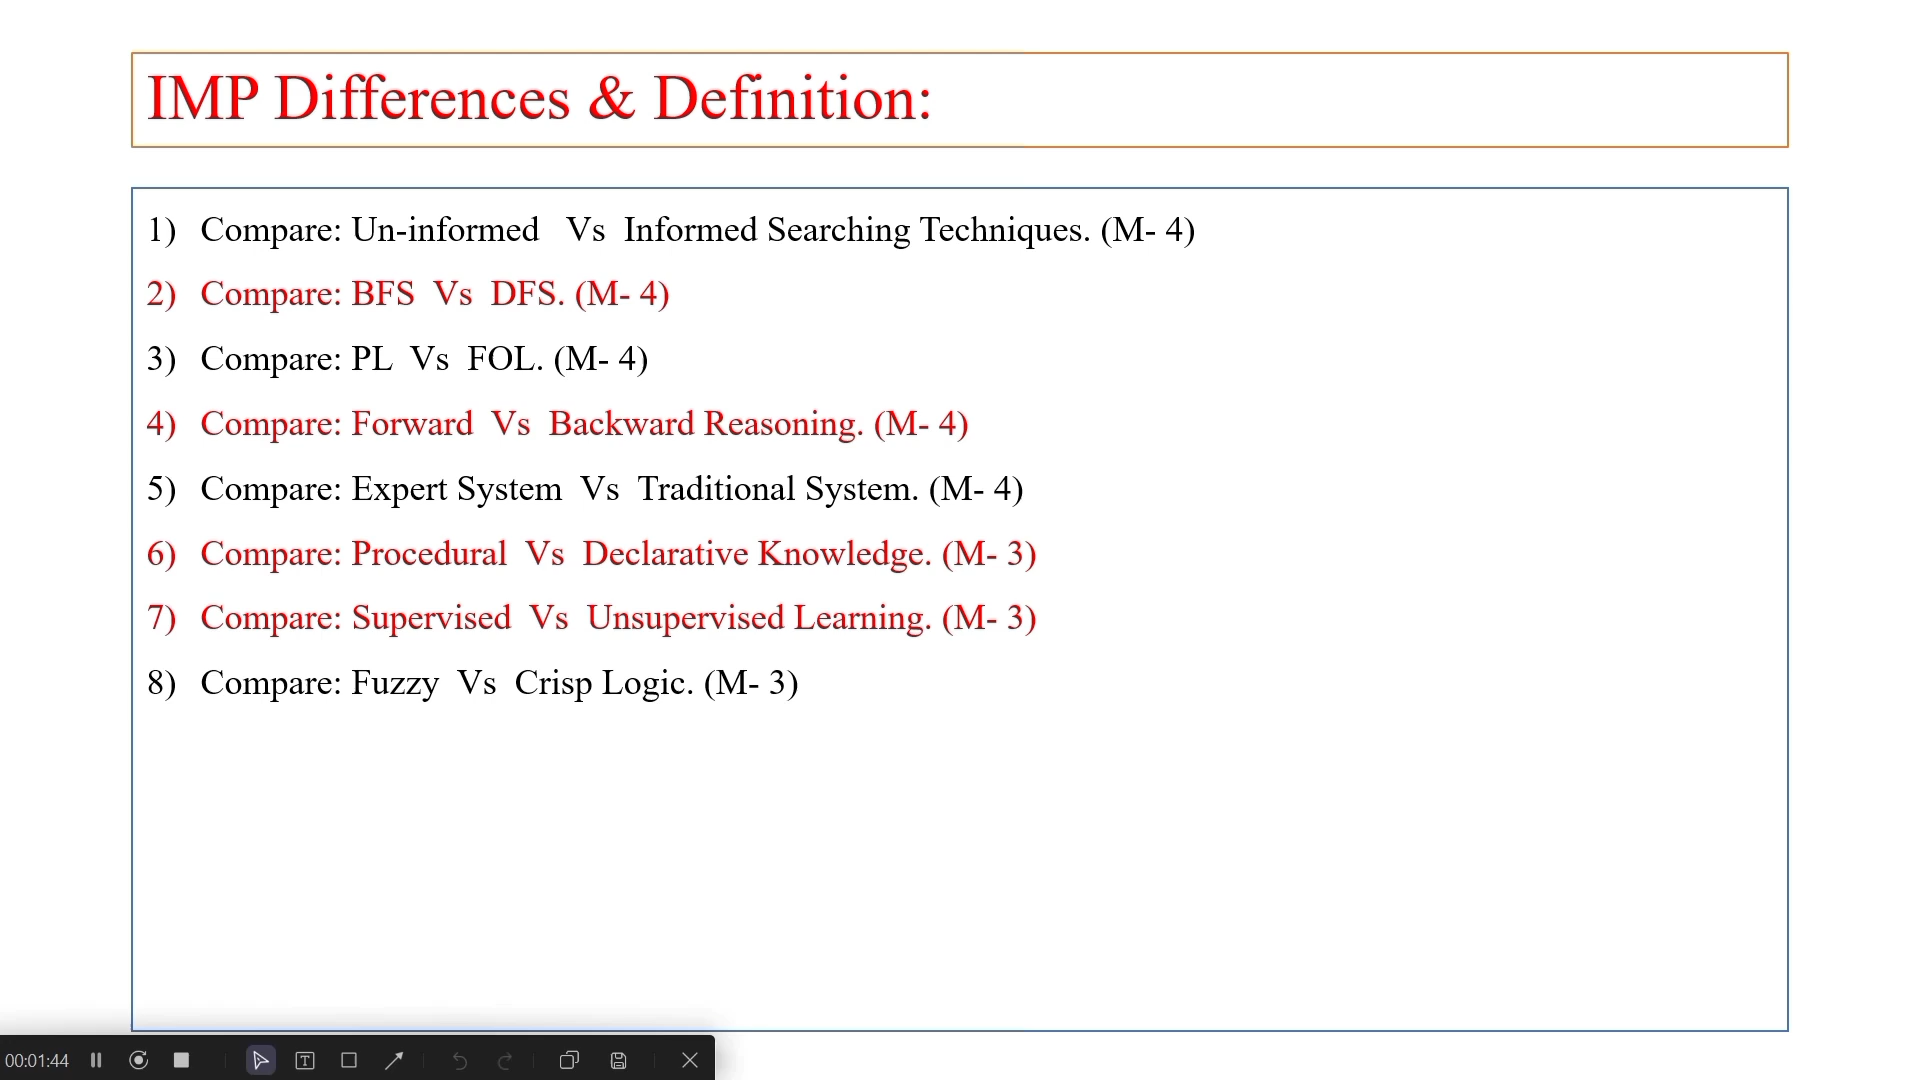 IMP Differences & Definition:
1) Compare: Un-informed Vs Informed Searching Techniques. (M- 4)
2) Compare: BFS Vs DFS. (M- 4)
3) Compare: PL Vs FOL. (M- 4)
4) Compare: Forward Vs Backward Reasoning. (M- 4)
5) Compare: Expert System Vs Traditional System. (M- 4)
6) Compare: Procedural Vs Declarative Knowledge. (M- 3)
7) Compare: Supervised Vs Unsupervised Learning. (M- 3)
8) Compare: Fuzzy Vs Crisp Logic. (M- 3)
00:01:44